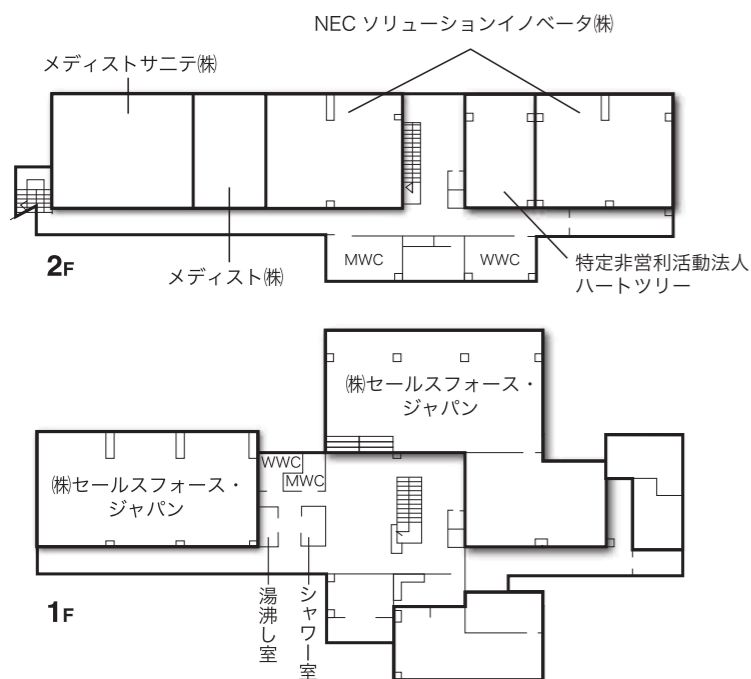 NEC ソリューションイノベータ㈱
メディストサニテ㈱
MWC
WWC
2F
メディスト㈱
特定非営利活動法人
ハートツリー
㈱セールスフォース・
ジャパン
㈱セールスフォース・
ジャパン
WWC
MWC
1F
湯沸し室
シャワー室